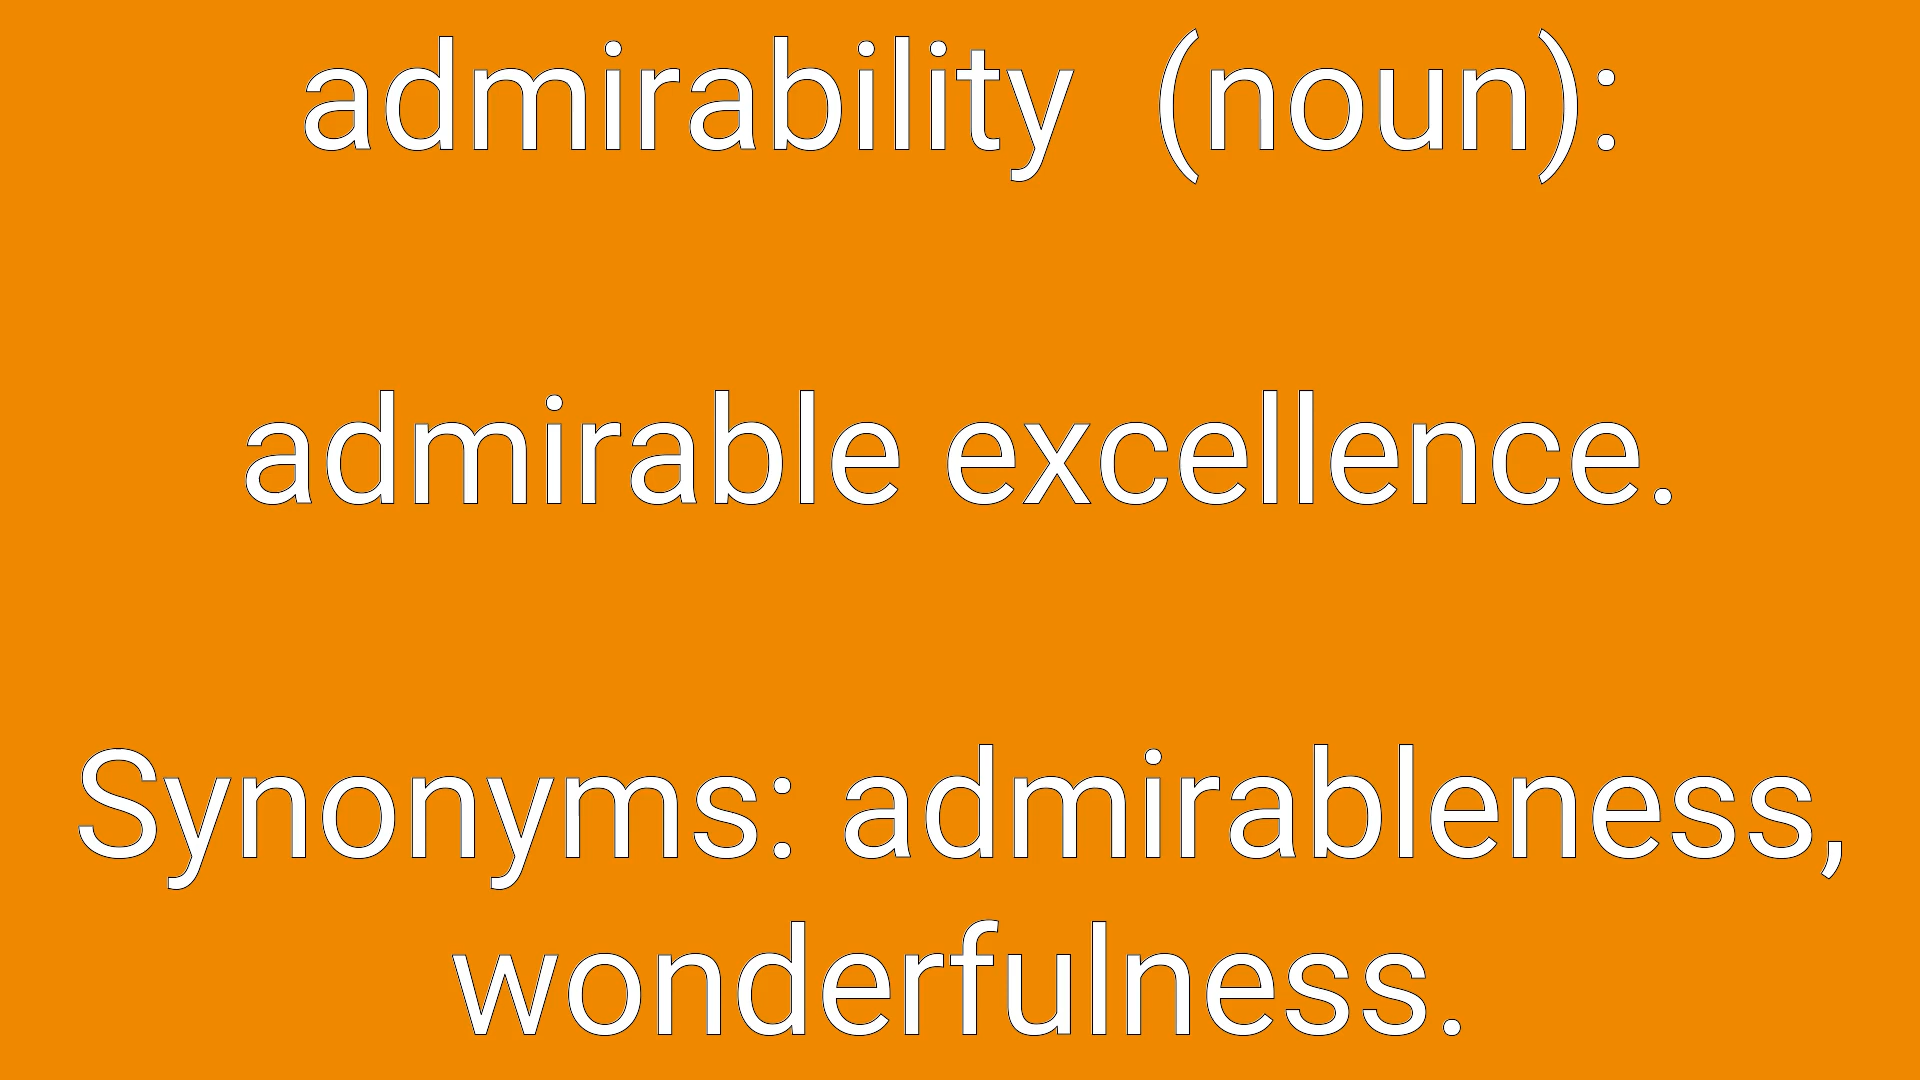 admirability (noun):
admirable excellence.
Synonyms: admirableness,
wonderfulness.